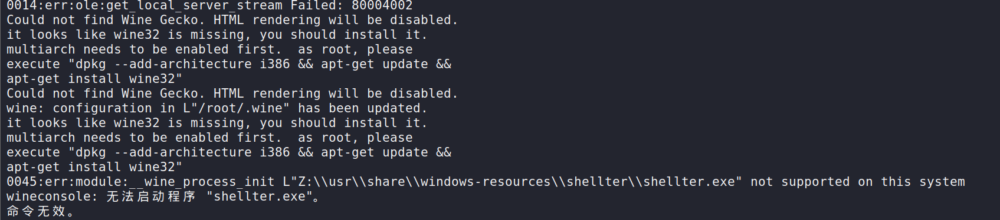 0014:err:ole:get_local_server_stream Failed: 80004002
Could not find Wine Gecko. HTML rendering will be disabled.
it looks like wine32 is missing, you should install it.
multiarch needs to be enabled first.  as root, please
execute "dpkg --add-architecture i386 && apt-get update &&
apt-get install wine32"
Could not find Wine Gecko. HTML rendering will be disabled.
wine: configuration in L"/root/.wine" has been updated.
it looks like wine32 is missing, you should install it.
multiarch needs to be enabled first.  as root, please
execute "dpkg --add-architecture i386 && apt-get update &&
apt-get install wine32"
0045:err:module:__wine_process_init L"Z:\\usr\\share\\windows-resources\\shellter\\shellter.exe" not supported on this system
wineconsole: 无法启动程序 "shellter.exe"。
命令无效。